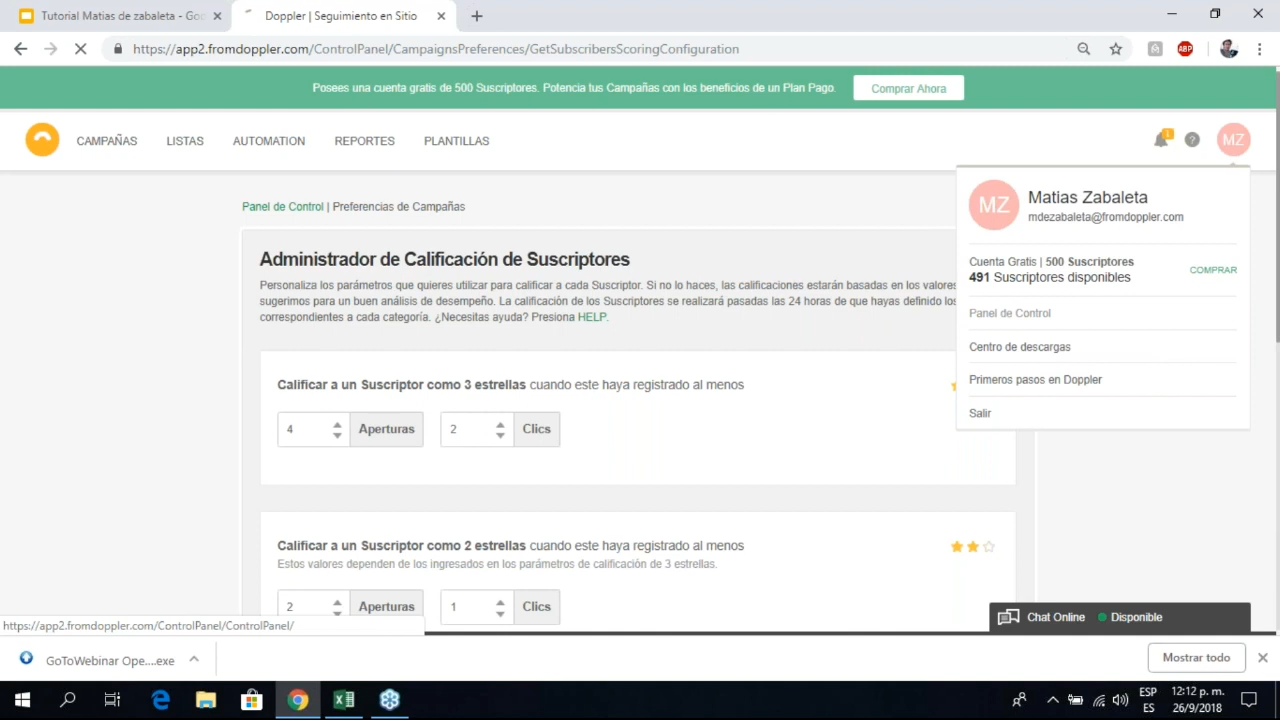 Tutorial Matias de zabaleta - Goo
Doppler | Seguimiento en Sitio
https://app2.fromdoppler.com/ControlPanel/CampaignsPreferences/GetSubscribersScoringConfiguration
ABP
Posees una cuenta gratis de 500 Suscriptores. Potencia tus Campañas con los beneficios de un Plan Pago.
Comprar Ahora
CAMPAÑAS
LISTAS
AUTOMATION
REPORTES
PLANTILLAS
1
?
MZ
MZ
Matias Zabaleta
mdezabaleta@fromdoppler.com
Cuenta Gratis | 500 Suscriptores
491 Suscriptores disponibles
COMPRAR
Panel de Control
Centro de descargas
Primeros pasos en Doppler
Salir
Panel de Control | Preferencias de Campañas
Administrador de Calificación de Suscriptores
Personaliza los parámetros que quieres utilizar para calificar a cada Suscriptor. Si no lo haces, las calificaciones estarán basadas en los valores
sugerimos para un buen análisis de desempeño. La calificación de los Suscriptores se realizará pasadas las 24 horas de que hayas definido los
correspondientes a cada categoría. ¿Necesitas ayuda? Presiona HELP.
Calificar a un Suscriptor como 3 estrellas cuando este haya registrado al menos
4 Aperturas 2 Clics
Calificar a un Suscriptor como 2 estrellas cuando este haya registrado al menos
Estos valores dependen de los ingresados en los parámetros de calificación de 3 estrellas.
2 Aperturas 1 Clics
Chat Online Disponible
https://app2.fromdoppler.com/ControlPanel/ControlPanel/
GoToWebinar Ope....exe
Mostrar todo
ESP
ES
12:12 p. m.
26/9/2018